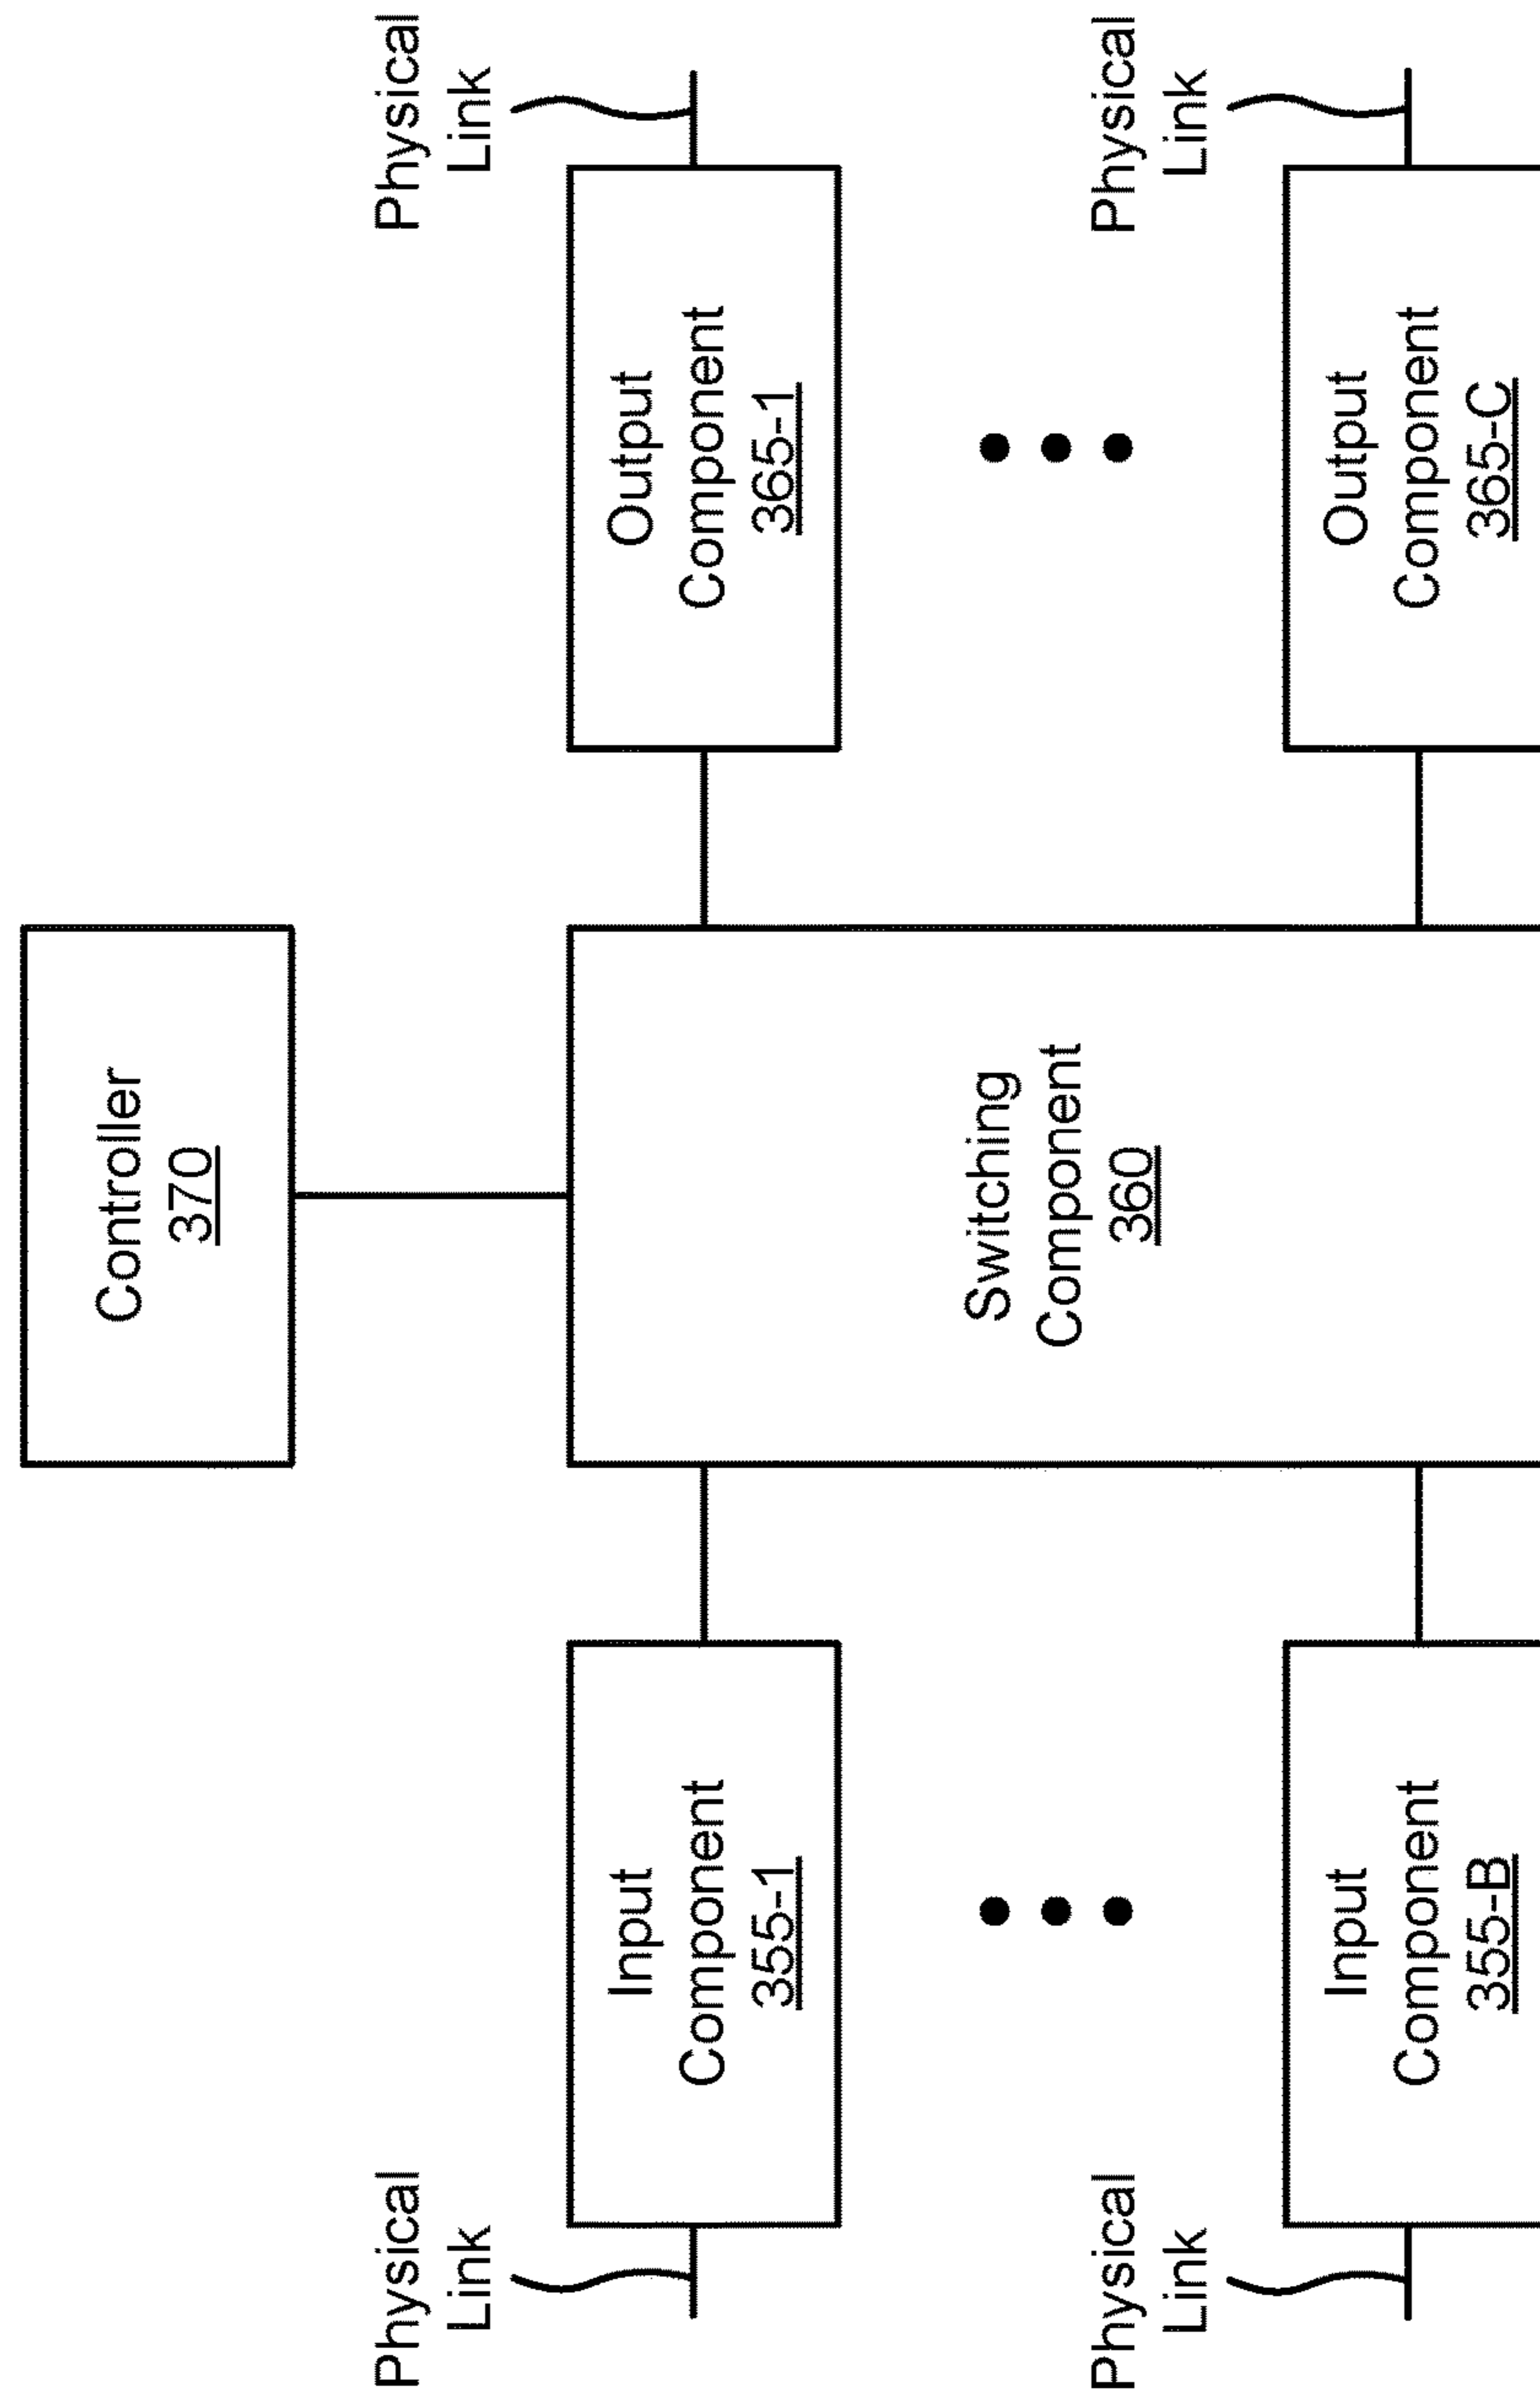 Controller
370
Physical
Link
Input
Component
355-1
Physical
Link
Output
Component
365-1
Switching
Component
360
Physical
Link
Input
Component
355-B
Physical
Link
Output
Component
365-C